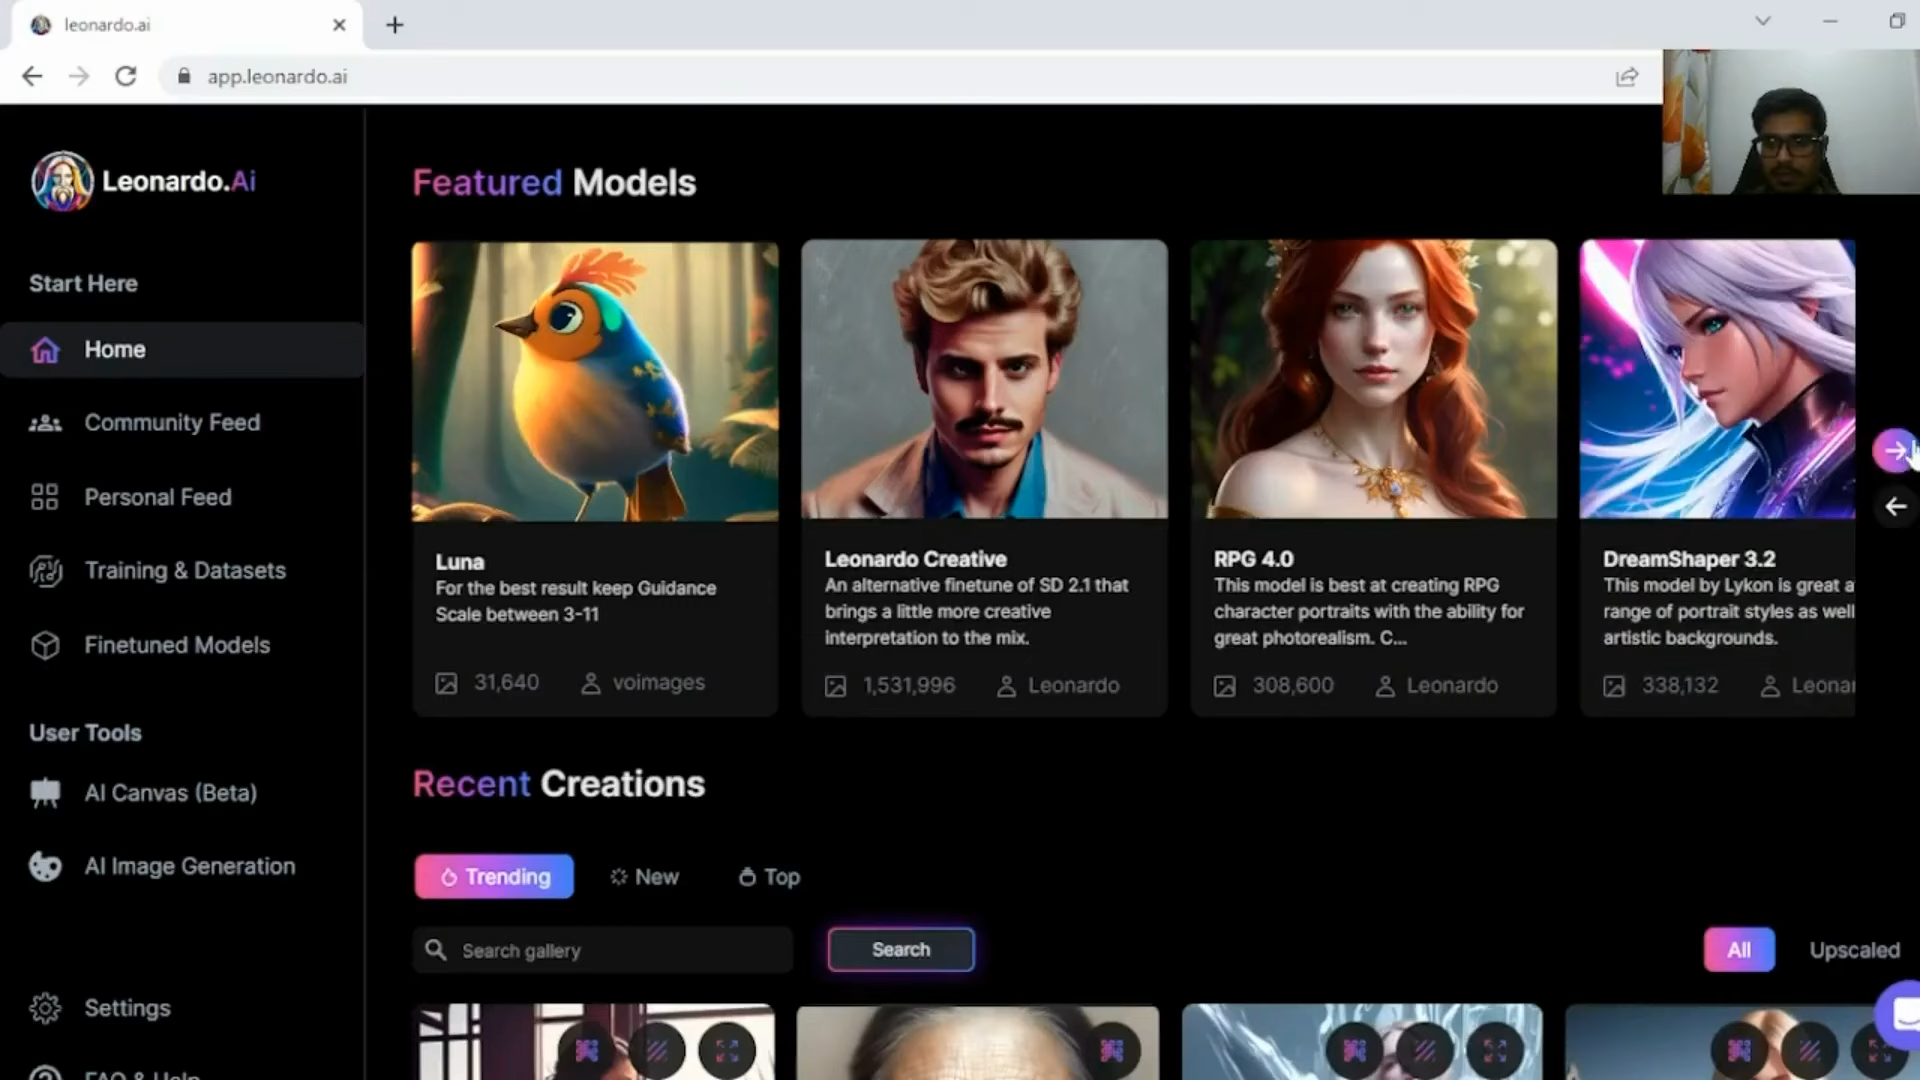 leonardo.ai
app.leonardo.ai
Leonardo.Ai
Start Here
Home
Community Feed
Personal Feed
Training & Datasets
Finetuned Models
User Tools
AI Canvas (Beta)
AI Image Generation
Settings
FAQ & Help
Featured Models
Luna
For the best result keep Guidance
Scale between 3-11
31,640 voimages
Leonardo Creative
An alternative finetune of SD 2.1 that
brings a little more creative
interpretation to the mix.
1,531,996 Leonardo
RPG 4.0
This model is best at creating RPG
character portraits with the ability for
great photorealism. C...
308,600 Leonardo
DreamShaper 3.2
This model by Lykon is great a
range of portrait styles as well
artistic backgrounds.
338,132 Leonar
Recent Creations
Trending New Top
Search gallery Search All Upscaled